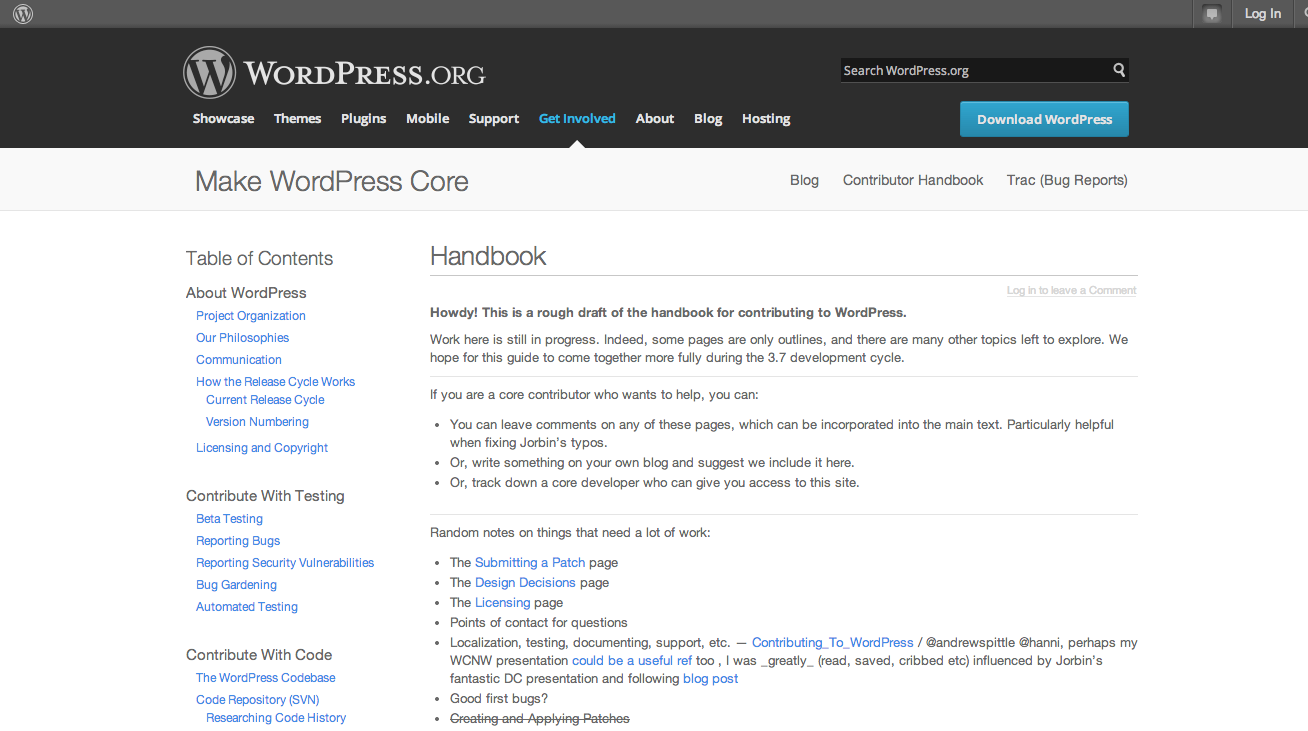 Log In
WORDPRESS.ORG
Search WordPress.org
Showcase Themes Plugins Mobile Support Get Involved About Blog Hosting
Download WordPress
Make WordPress Core
Blog Contributor Handbook Trac (Bug Reports)
Table of Contents
About WordPress
Project Organization
Our Philosophies
Communication
How the Release Cycle Works
Current Release Cycle
Version Numbering
Licensing and Copyright
Contribute With Testing
Beta Testing
Reporting Bugs
Reporting Security Vulnerabilities
Bug Gardening
Automated Testing
Contribute With Code
The WordPress Codebase
Code Repository (SVN)
Researching Code History
Handbook
Log in to leave a Comment
Howdy! This is a rough draft of the handbook for contributing to WordPress.
Work here is still in progress. Indeed, some pages are only outlines, and there are many other topics left to explore. We
hope for this guide to come together more fully during the 3.7 development cycle.
If you are a core contributor who wants to help, you can:
• You can leave comments on any of these pages, which can be incorporated into the main text. Particularly helpful
when fixing Jorbin's typos.
• Or, write something on your own blog and suggest we include it here.
• Or, track down a core developer who can give you access to this site.
Random notes on things that need a lot of work:
• The Submitting a Patch page
• The Design Decisions page
• The Licensing page
• Points of contact for questions
• Localization, testing, documenting, support, etc. — Contributing_To_WordPress / @andrewspittle @hanni, perhaps my
WCNW presentation could be a useful ref too , I was _greatly_ (read, saved, cribbed etc) influenced by Jorbin's
fantastic DC presentation and following blog post
• Good first bugs?
• Creating and Applying Patches